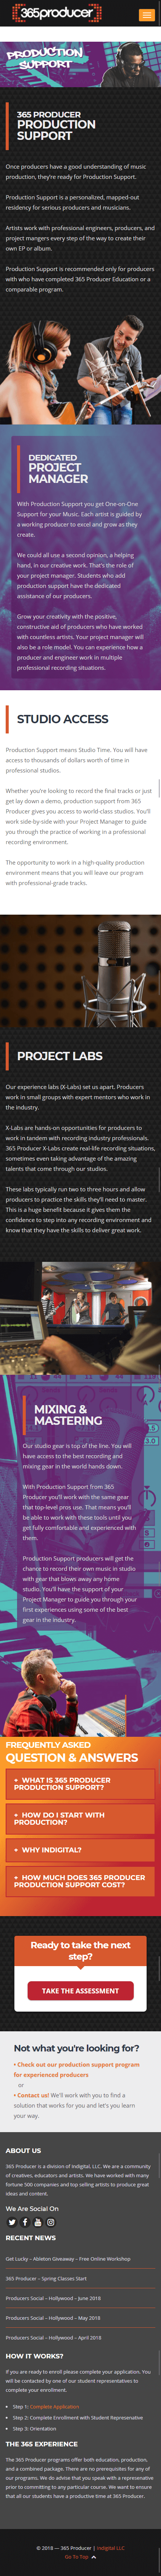 365producer
PRODUCTION
SUPPORT
365 PRODUCER
PRODUCTION
SUPPORT
Once producers have a good understanding of music
production, they're ready for Production Support.
Production Support is a personalized, mapped-out
residency for serious producers and musicians.
Artists work with professional engineers, producers, and
project mangers every step of the way to create their
own EP or album.
Production Support is recommended only for producers
with who have completed 365 Producer Education or a
comparable program.
DEDICATED
PROJECT
MANAGER
With Production Support you get One-on-One
Support for your Music. Each artist is guided by
a working producer to excel and grow as they
create.
We could all use a second opinion, a helping
hand, in our creative work. That's the role of
your project manager. Students who add
production support have the dedicated
assistance of our producers.
Grow your creativity with the positive,
constructive aid of producers who have worked
with countless artists. Your project manager will
also be a role model. You can experience how a
producer and engineer work in multiple
professional recording situations.
STUDIO ACCESS
Production Support means Studio Time. You will have
access to thousands of dollars worth of time in
professional studios.
Whether you're looking to record the final tracks or just
get lay down a demo, production support from 365
Producer gives you access to world-class studios. You'll
work side-by-side with your Project Manager to guide
you through the practice of working in a professional
recording environment.
The opportunity to work in a high-quality production
environment means that you will leave our program
with professional-grade tracks.
PROJECT LABS
Our experience labs (X-Labs) set us apart. Producers
work in small groups with expert mentors who work in
the industry.
X-Labs are hands-on opportunities for producers to
work in tandem with recording industry professionals.
365 Producer X-Labs create real-life recording situations,
sometimes even taking advantage of the amazing
talents that come through our studios.
These labs typically run two to three hours and allow
producers to practice the skills they'll need to master.
This is a huge benefit because it gives them the
confidence to step into any recording environment and
know that they have the skills to deliver great work.
MIXING &
MASTERING
Our studio gear is top of the line. You will
have access to the best recording and
mixing gear in the world hands down.
With Production Support from 365
Producer you'll work with the same gear
that top-level pros use. That means you'll
be able to work with these tools until you
get fully comfortable and experienced with
them.
Production Support producers will get the
chance to record their own music in studio
with gear that blows away any home
studio. You'll have the support of your
Project Manager to guide you through your
first experiences using some of the best
gear in the industry.
FREQUENTLY ASKED
QUESTION & ANSWERS
+ WHAT IS 365 PRODUCER
PRODUCTION SUPPORT?
+ HOW DO I START WITH
PRODUCTION?
+ WHY INDIGITAL?
+ HOW MUCH DOES 365 PRODUCER
PRODUCTION SUPPORT COST?
Ready to take the next
step?
TAKE THE ASSESSMENT
Not what you're looking for?
• Check out our production support program
for experienced producers
or
• Contact us! We'll work with you to find a
solution that works for you and let's you learn
your way.
ABOUT US
365 Producer is a division of Indigital, LLC. We are a community
of creatives, educators and artists. We have worked with many
fortune 500 companies and top selling artists to produce great
ideas and content.
We Are Social On
RECENT NEWS
Get Lucky – Ableton Giveaway – Free Online Workshop
365 Producer – Spring Classes Start
Producers Social – Hollywood – June 2018
Producers Social – Hollywood – May 2018
Producers Social – Hollywood – April 2018
HOW IT WORKS?
If you are ready to enroll please complete your application. You
will be contacted by one of our student representatives to
complete your enrollment.
• Step 1: Complete Application
• Step 2: Complete Enrollment with Student Represenative
• Step 3: Orientation
THE 365 EXPERIENCE
The 365 Producer programs offer both education, production,
and a combined package. There are no prerequisites for any of
our programs. We do advise that you speak with a representative
prior to committing to any particular course. We want to ensure
that all our students have a productive time at 365 Producer.
© 2018 — 365 Producer | Indigital LLC
Go To Top